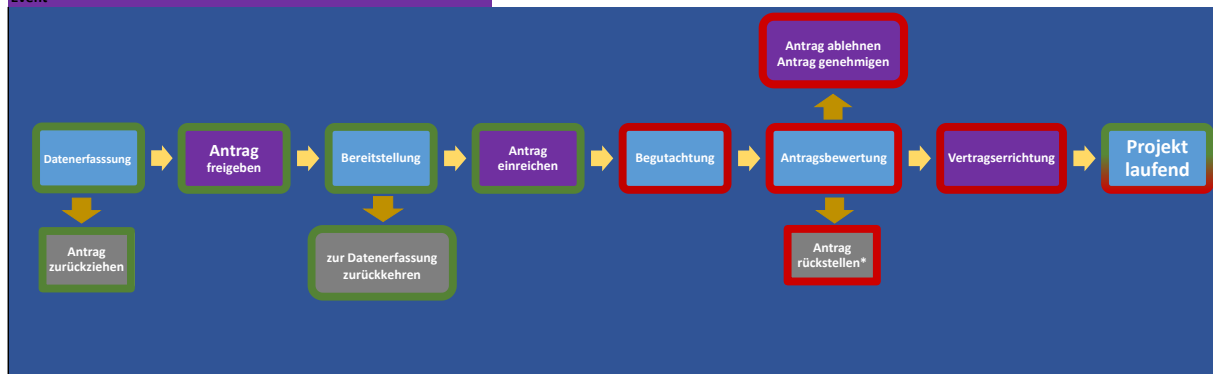 Event
Antrag ablehnen
Antrag genehmigen
Datenerfasssung
Antrag
freigeben
Bereitstellung
Antrag
einreichen
Begutachtung
Antragsbewertung
Vertragserrichtung
Projekt
laufend
Antrag
zurückziehen
zur Datenerfassung
zurückkehren
Antrag
rückstellen*